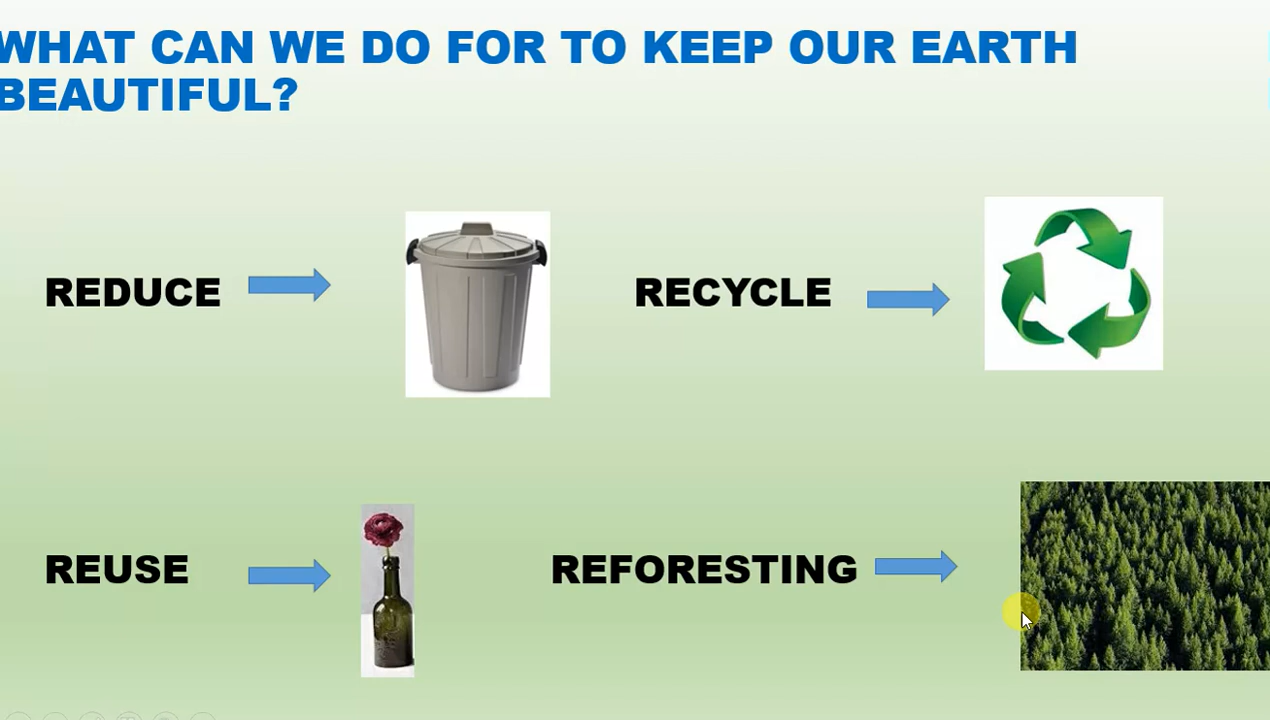 WHAT CAN WE DO FOR TO KEEP OUR EARTH
BEAUTIFUL?
REDUCE
RECYCLE
REUSE
REFORESTING